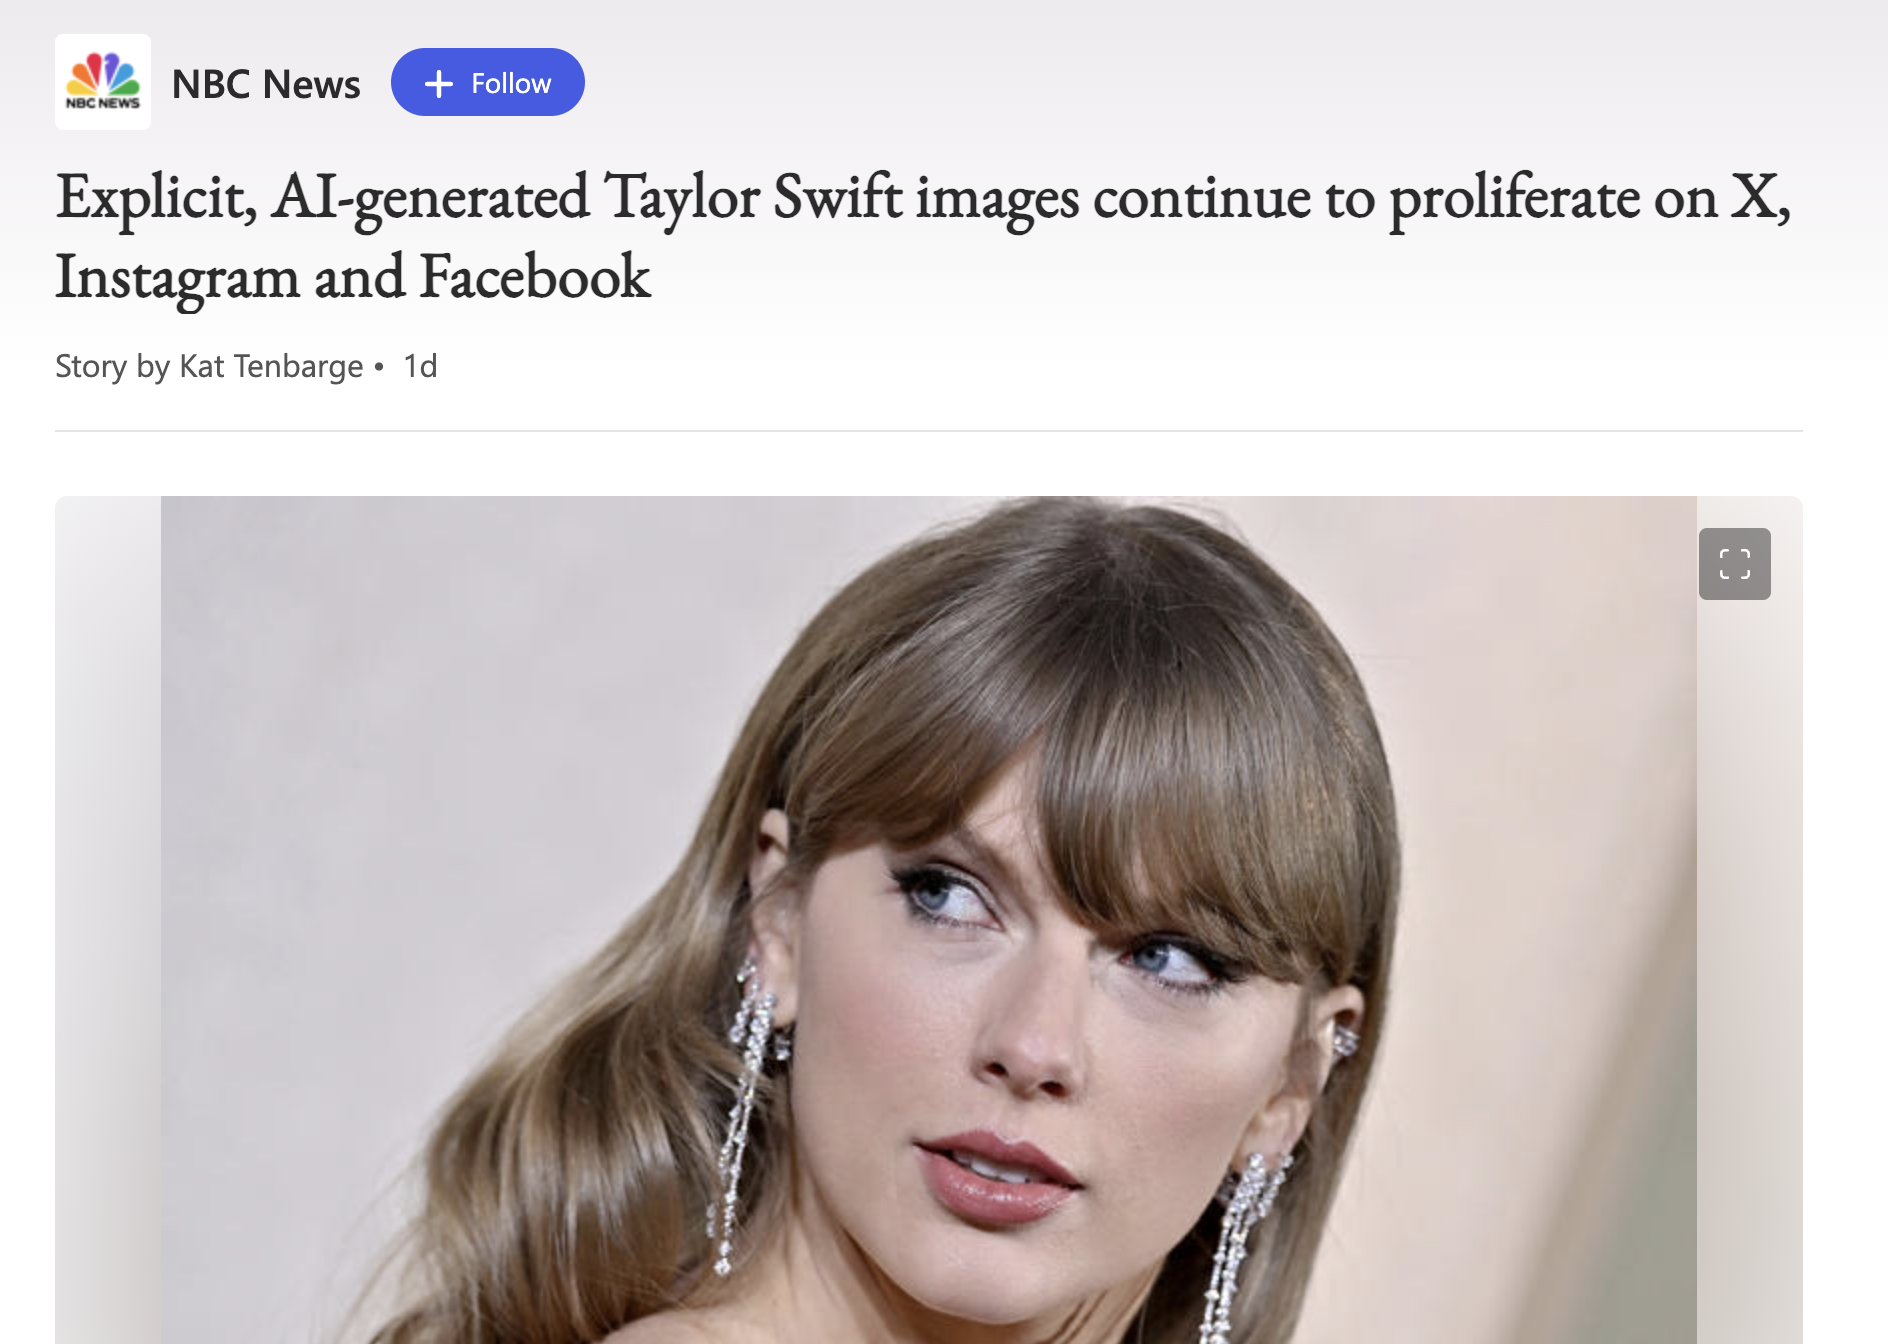 NBC NEWS
NBC News
Follow
Explicit, AI-generated Taylor Swift images continue to proliferate on X,
Instagram and Facebook
Story by Kat Tenbarge • 1d